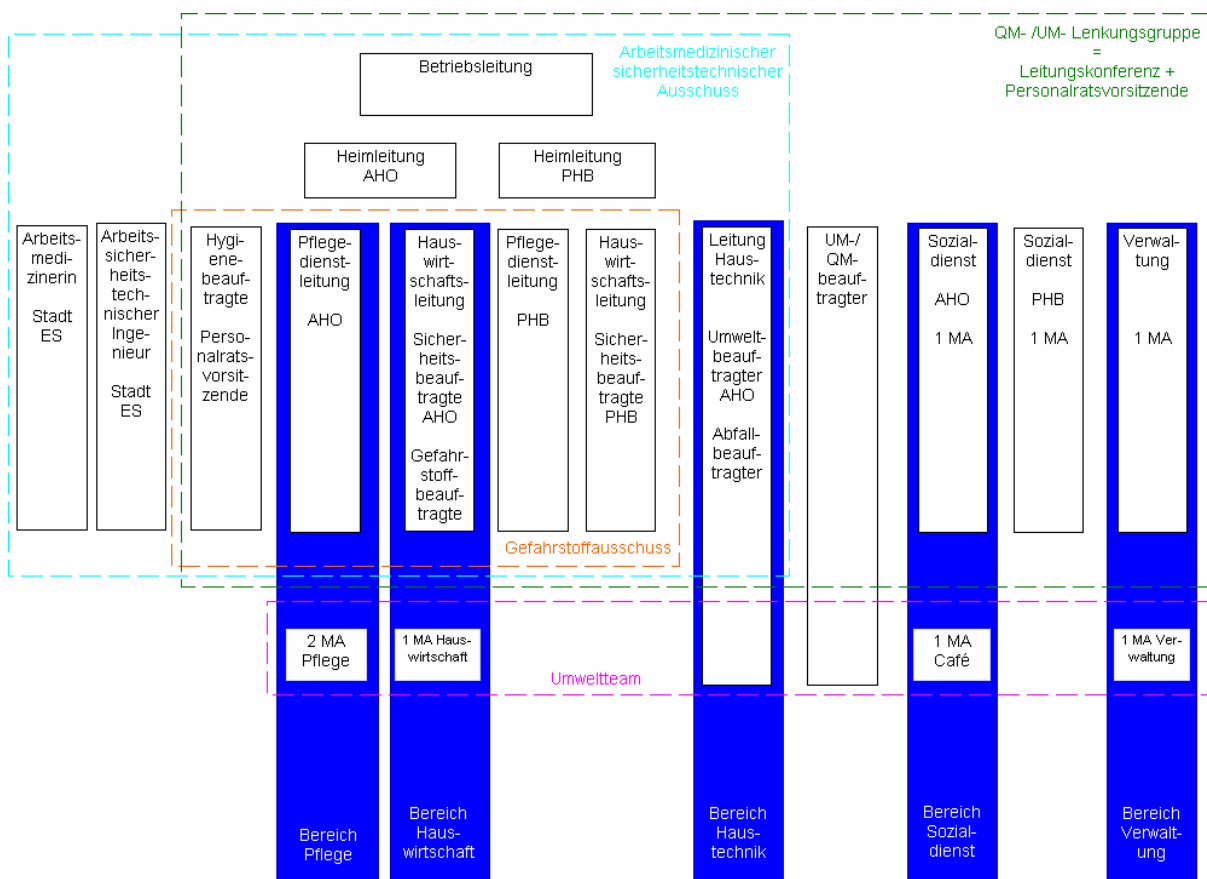 QM- /UM- Lenkungsgruppe
=
Leitungskonferenz +
Personalratsvorsitzende
Arbeitsmedizinischer
sicherheitstechnischer
Ausschuss
Betriebsleitung
Heimleitung
AHO
Heimleitung
PHB
Arbeits-
medi-
zinerin
Stadt
ES
Arbeits-
sicher-
heits-
tech-
nischer
Inge-
nieur
Stadt
ES
Hygi-
ene-
beauf-
tragte
Perso-
nalrats-
vorsit-
zende
Pflege-
dienst-
leitung
AHO
Haus-
wirt-
schafts-
leitung
Sicher-
heits-
beauf-
tragte
AHO
Gefahr-
stoff-
beauf-
tragte
Pflege-
dienst-
leitung
PHB
Haus-
wirt-
schafts-
leitung
Sicher-
heits-
beauf-
tragte
PHB
Leitung
Haus-
technik
Umwelt-
beauf-
tragter
AHO
Abfall-
beauf-
tragter
UM-/
QM-
beauf-
tragter
Sozial-
dienst
AHO
1 MA
Sozial-
dienst
PHB
1 MA
Verwal-
tung
1 MA
Gefahrstoffausschuss
2 MA
Pflege
1 MA Haus-
wirtschaft
1 MA
Café
1 MA Ver-
waltung
Umweltteam
Bereich
Pflege
Bereich
Haus-
wirtschaft
Bereich
Haus-
technik
Bereich
Sozial-
dienst
Bereich
Verwalt-
ung